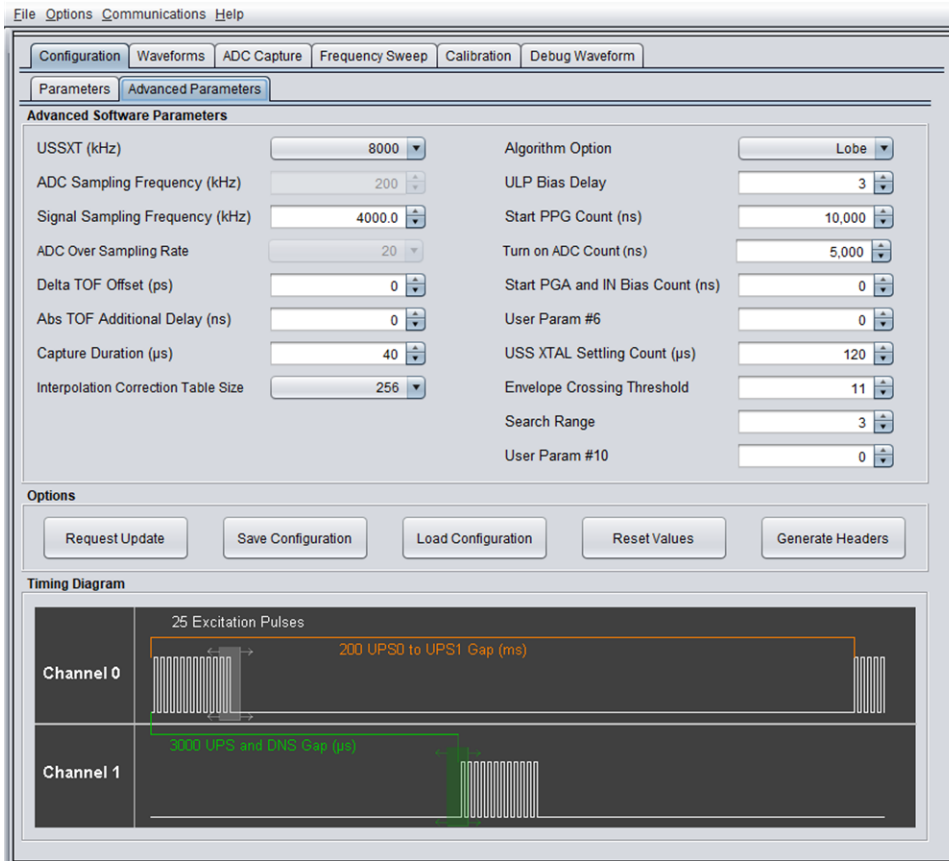 File Options Communications Help
Configuration Waveforms ADC Capture Frequency Sweep Calibration Debug Waveform
Parameters Advanced Parameters
Advanced Software Parameters
USSXT (kHz) 8000
ADC Sampling Frequency (kHz) 200
Signal Sampling Frequency (kHz) 4000.0
ADC Over Sampling Rate 20
Delta TOF Offset (ps) 0
Abs TOF Additional Delay (ns) 0
Capture Duration (µs) 40
Interpolation Correction Table Size 256
Algorithm Option Lobe
ULP Bias Delay 3
Start PPG Count (ns) 10,000
Turn on ADC Count (ns) 5,000
Start PGA and IN Bias Count (ns) 0
User Param #6 0
USS XTAL Settling Count (µs) 120
Envelope Crossing Threshold 11
Search Range 3
User Param #10 0
Options
Request Update Save Configuration Load Configuration Reset Values Generate Headers
Timing Diagram
25 Excitation Pulses
200 UPS0 to UPS1 Gap (ms)
Channel 0
3000 UPS and DNS Gap (µs)
Channel 1